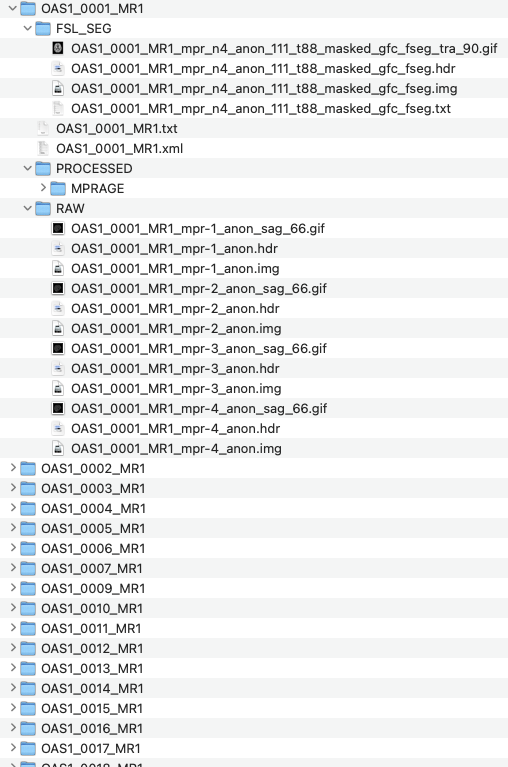 OAS1_0001_MR1
FSL_SEG
OAS1_0001_MR1_mpr_n4_anon_111_t88_masked_gfc_fseg_tra_90.gif
OAS1_0001_MR1_mpr_n4_anon_111_t88_masked_gfc_fseg.hdr
OAS1_0001_MR1_mpr_n4_anon_111_t88_masked_gfc_fseg.img
OAS1_0001_MR1_mpr_n4_anon_111_t88_masked_gfc_fseg.txt
OAS1_0001_MR1.txt
OAS1_0001_MR1.xml
PROCESSED
MPRAGE
RAW
OAS1_0001_MR1_mpr-1_anon_sag_66.gif
OAS1_0001_MR1_mpr-1_anon.hdr
OAS1_0001_MR1_mpr-1_anon.img
OAS1_0001_MR1_mpr-2_anon_sag_66.gif
OAS1_0001_MR1_mpr-2_anon.hdr
OAS1_0001_MR1_mpr-2_anon.img
OAS1_0001_MR1_mpr-3_anon_sag_66.gif
OAS1_0001_MR1_mpr-3_anon.hdr
OAS1_0001_MR1_mpr-3_anon.img
OAS1_0001_MR1_mpr-4_anon_sag_66.gif
OAS1_0001_MR1_mpr-4_anon.hdr
OAS1_0001_MR1_mpr-4_anon.img
OAS1_0002_MR1
OAS1_0003_MR1
OAS1_0004_MR1
OAS1_0005_MR1
OAS1_0006_MR1
OAS1_0007_MR1
OAS1_0009_MR1
OAS1_0010_MR1
OAS1_0011_MR1
OAS1_0012_MR1
OAS1_0013_MR1
OAS1_0014_MR1
OAS1_0015_MR1
OAS1_0016_MR1
OAS1_0017_MR1